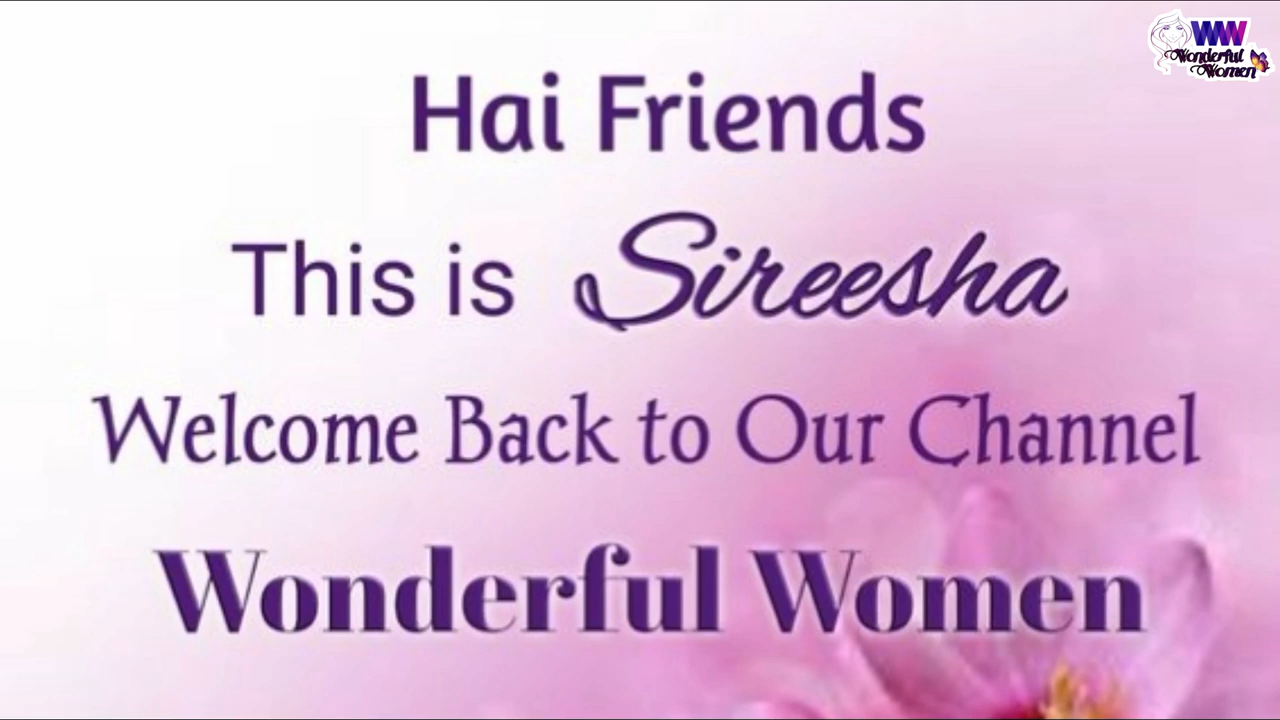 WW
Wonderful
Women
Hai Friends
This is Sireesha
Welcome Back to Our Channel
Wonderful Women